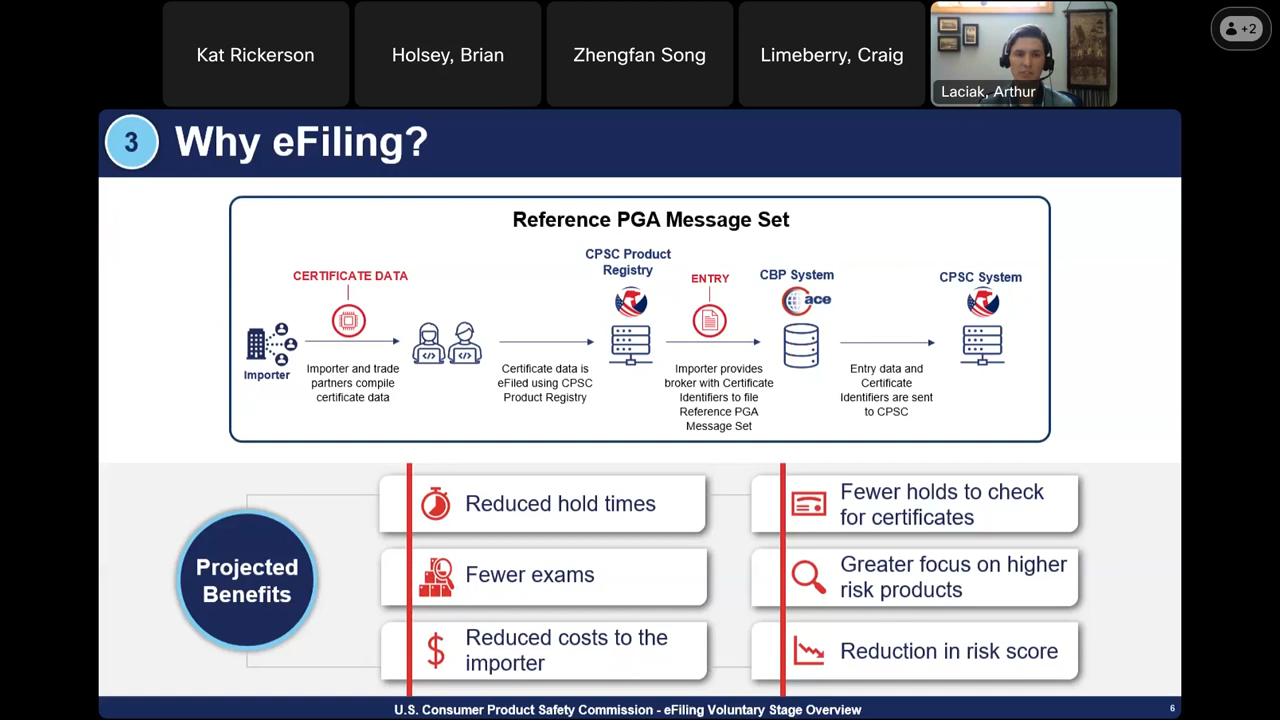 Kat Rickerson
Holsey, Brian
Zhengfan Song
Limeberry, Craig
Laciak, Arthur
+2
3
Why eFiling?
Reference PGA Message Set
CERTIFICATE DATA
CPSC Product
Registry
ENTRY
CBP System
ace
CPSC System
Importer
Importer and trade
partners compile
certificate data
Certificate data is
eFiled using CPSC
Product Registry
Importer provides
broker with Certificate
Identifiers to file
Reference PGA
Message Set
Entry data and
Certificate
Identifiers are sent
to CPSC
Projected
Benefits
Reduced hold times
Fewer exams
Reduced costs to the
importer
Fewer holds to check
for certificates
Greater focus on higher
risk products
Reduction in risk score
U.S. Consumer Product Safety Commission - eFiling Voluntary Stage Overview
6